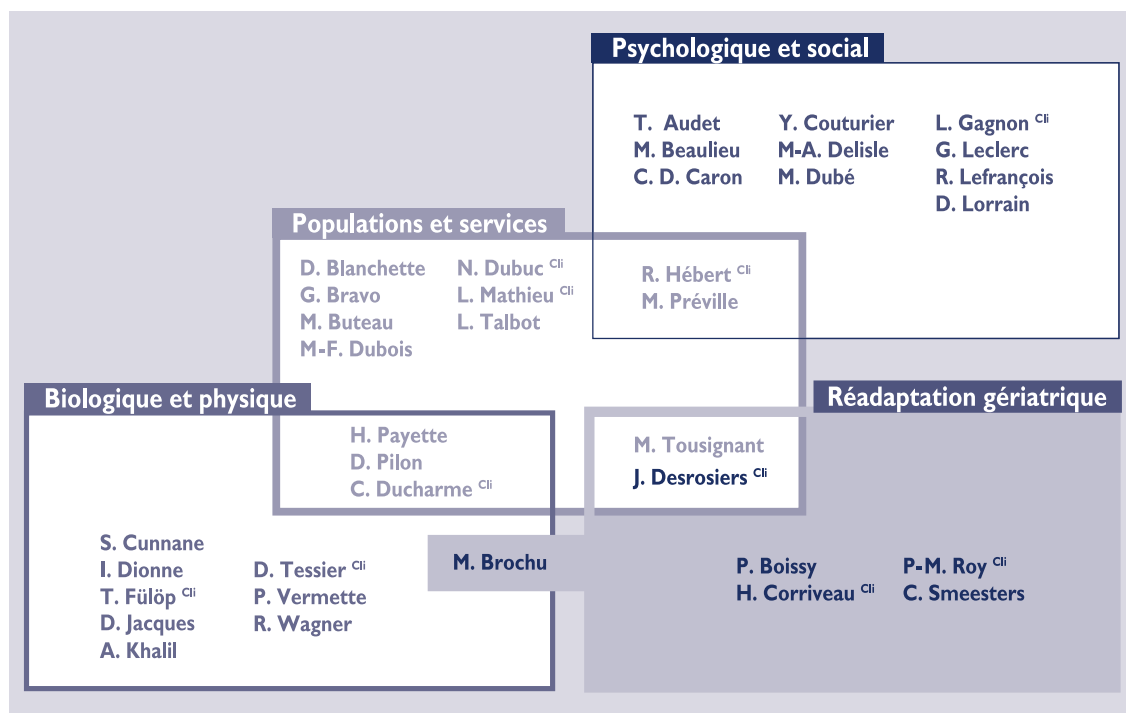 Psychologique et social
T. Audet
M. Beaulieu
C. D. Caron
Y. Couturier
M-A. Delisle
M. Dubé
L. Gagnon Cli
G. Leclerc
R. Lefrançois
D. Lorrain
Populations et services
D. Blanchette
G. Bravo
M. Buteau
M-F. Dubois
N. Dubuc Cli
L. Mathieu Cli
L. Talbot
R. Hébert Cli
M. Préville
Biologique et physique
H. Payette
D. Pilon
C. Ducharme Cli
Réadaptation gériatrique
M. Tousignant
J. Desrosiers Cli
S. Cunnane
I. Dionne
T. Fülöp Cli
D. Jacques
A. Khalil
D. Tessier Cli
P. Vermette
R. Wagner
M. Brochu
P. Boissy
H. Corriveau Cli
P-M. Roy Cli
C. Smeesters